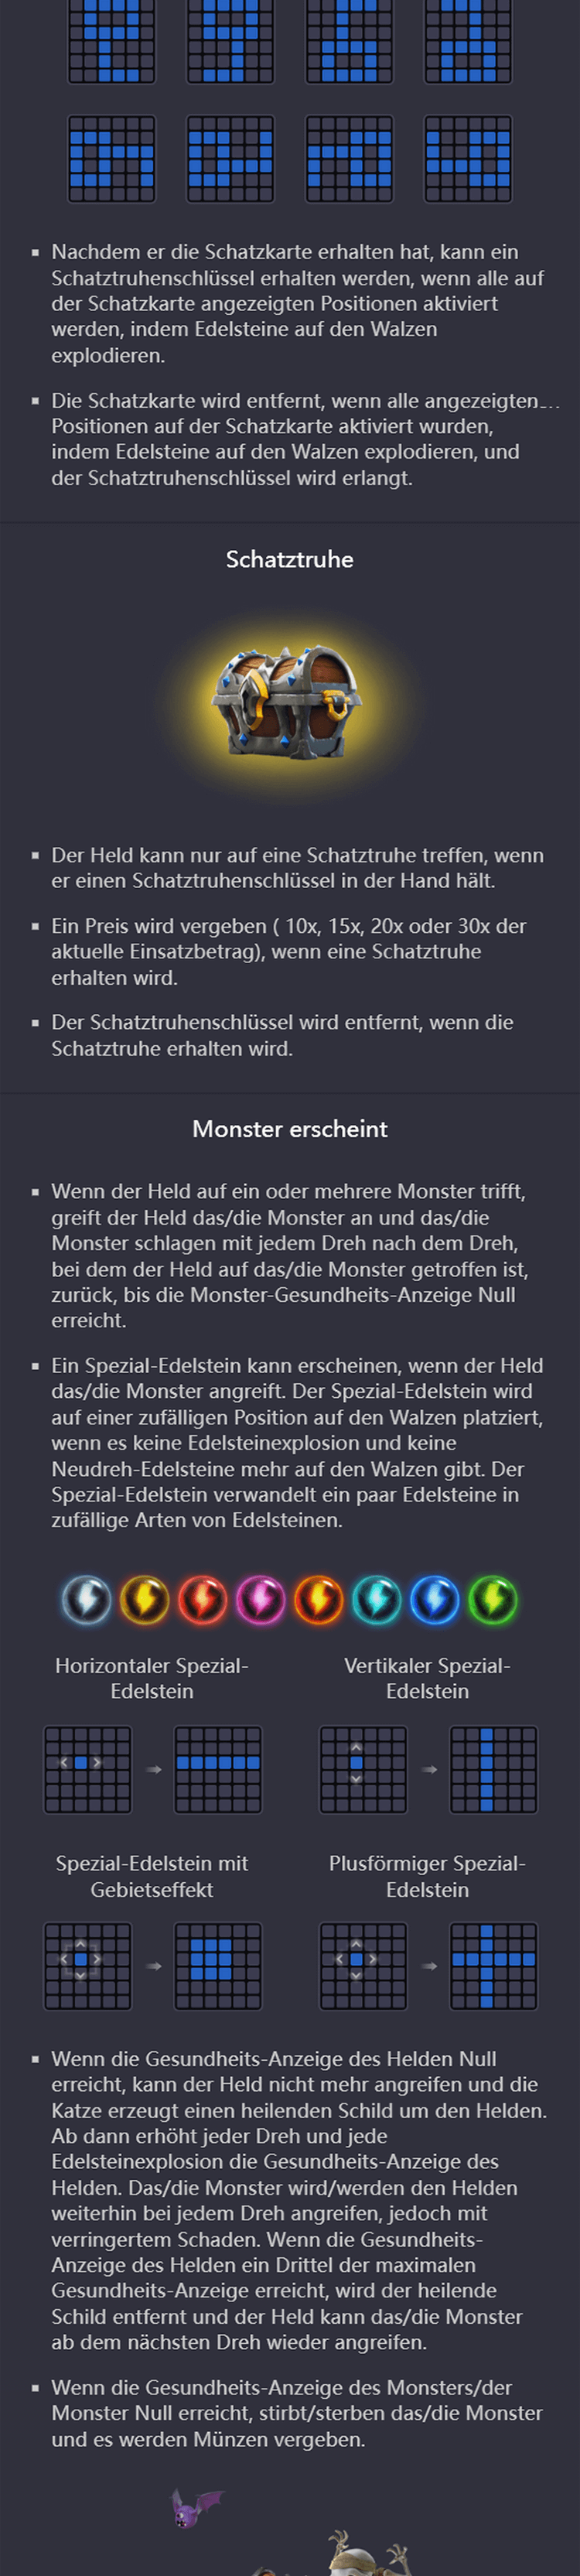 Nachdem er die Schatzkarte erhalten hat, kann ein
Schatztruhenschlüssel erhalten werden, wenn alle auf
der Schatzkarte angezeigten Positionen aktiviert
werden, indem Edelsteine auf den Walzen
explodieren.
Die Schatzkarte wird entfernt, wenn alle angezeigten
Positionen auf der Schatzkarte aktiviert wurden,
indem Edelsteine auf den Walzen explodieren, und
der Schatztruhenschlüssel wird erlangt.
Schatztruhe
Der Held kann nur auf eine Schatztruhe treffen, wenn
er einen Schatztruhenschlüssel in der Hand hält.
Ein Preis wird vergeben ( 10x, 15x, 20x oder 30x der
aktuelle Einsatzbetrag), wenn eine Schatztruhe
erhalten wird.
Der Schatztruhenschlüssel wird entfernt, wenn die
Schatztruhe erhalten wird.
Monster erscheint
Wenn der Held auf ein oder mehrere Monster trifft,
greift der Held das/die Monster an und das/die
Monster schlagen mit jedem Dreh nach dem Dreh,
bei dem der Held auf das/die Monster getroffen ist,
zurück, bis die Monster-Gesundheits-Anzeige Null
erreicht.
Ein Spezial-Edelstein kann erscheinen, wenn der Held
das/die Monster angreift. Der Spezial-Edelstein wird
auf einer zufälligen Position auf den Walzen platziert,
wenn es keine Edelsteinexplosion und keine
Neudreh-Edelsteine mehr auf den Walzen gibt. Der
Spezial-Edelstein verwandelt ein paar Edelsteine in
zufällige Arten von Edelsteinen.
Horizontaler Spezial-
Edelstein
Vertikaler Spezial-
Edelstein
Spezial-Edelstein mit
Gebietseffekt
Plusförmiger Spezial-
Edelstein
Wenn die Gesundheits-Anzeige des Helden Null
erreicht, kann der Held nicht mehr angreifen und die
Katze erzeugt einen heilenden Schild um den Helden.
Ab dann erhöht jeder Dreh und jede
Edelsteinexplosion die Gesundheits-Anzeige des
Helden. Das/die Monster wird/werden den Helden
weiterhin bei jedem Dreh angreifen, jedoch mit
verringertem Schaden. Wenn die Gesundheits-
Anzeige des Helden ein Drittel der maximalen
Gesundheits-Anzeige erreicht, wird der heilende
Schild entfernt und der Held kann das/die Monster
ab dem nächsten Dreh wieder angreifen.
Wenn die Gesundheits-Anzeige des Monsters/der
Monster Null erreicht, stirbt/sterben das/die Monster
und es werden Münzen vergeben.